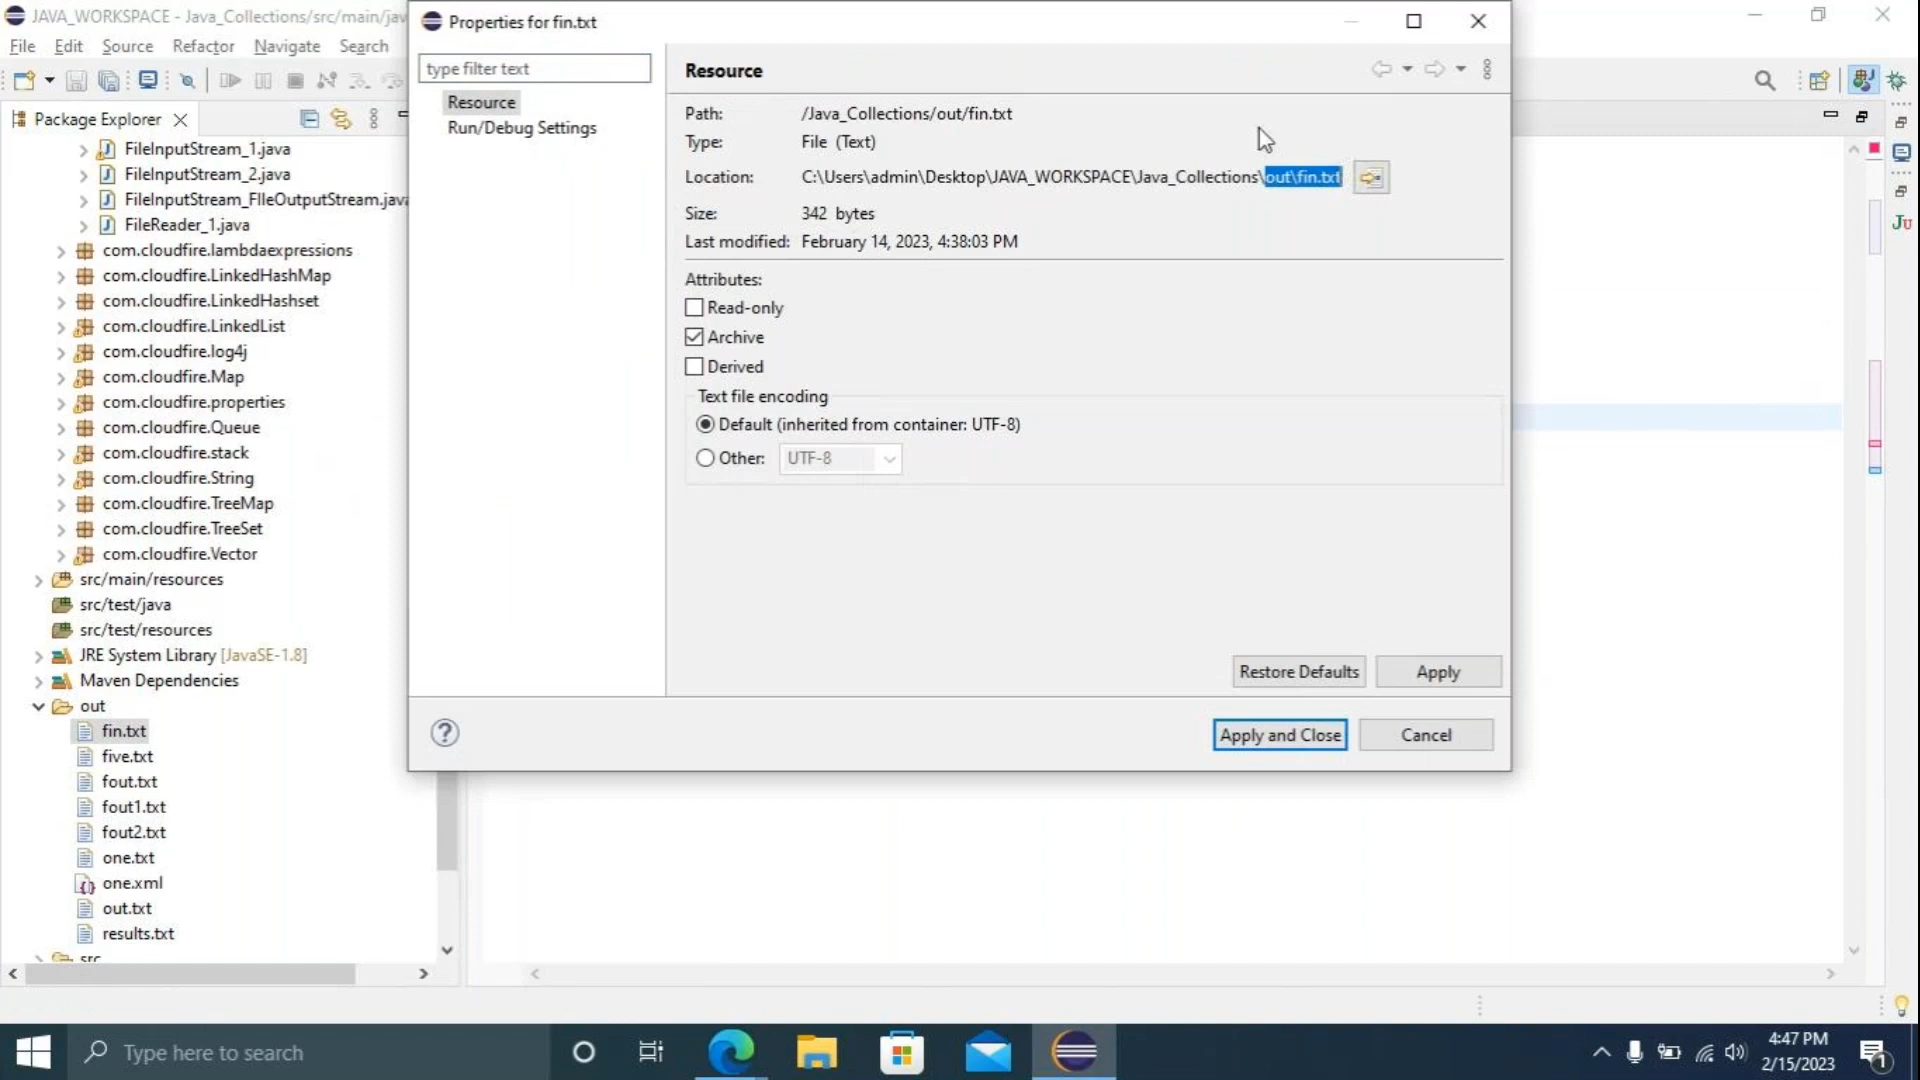 JAVA_WORKSPACE - Java_Collections/src/main/jav
File Edit Source Refactor Navigate Search
Package Explorer
FileInputStream_1.java
FileInputStream_2.java
FileInputStream_FIleOutputStream.java
FileReader_1.java
com.cloudfire.lambdaexpressions
com.cloudfire.LinkedHashMap
com.cloudfire.LinkedHashset
com.cloudfire.LinkedList
com.cloudfire.log4j
com.cloudfire.Map
com.cloudfire.properties
com.cloudfire.Queue
com.cloudfire.stack
com.cloudfire.String
com.cloudfire.TreeMap
com.cloudfire.TreeSet
com.cloudfire.Vector
src/main/resources
src/test/java
src/test/resources
JRE System Library [JavaSE-1.8]
Maven Dependencies
out
fin.txt
five.txt
fout.txt
fout1.txt
fout2.txt
one.txt
one.xml
out.txt
results.txt
src
Properties for fin.txt
type filter text
Resource
Run/Debug Settings
Resource
Path: /Java_Collections/out/fin.txt
Type: File (Text)
Location: C:\Users\admin\Desktop\JAVA_WORKSPACE\Java_Collections\out\fin.txt
Size: 342 bytes
Last modified: February 14, 2023, 4:38:03 PM
Attributes:
Read-only
Archive
Derived
Text file encoding
Default (inherited from container: UTF-8)
Other: UTF-8
Restore Defaults Apply
Apply and Close Cancel
Ju
Type here to search
4:47 PM
2/15/2023
1